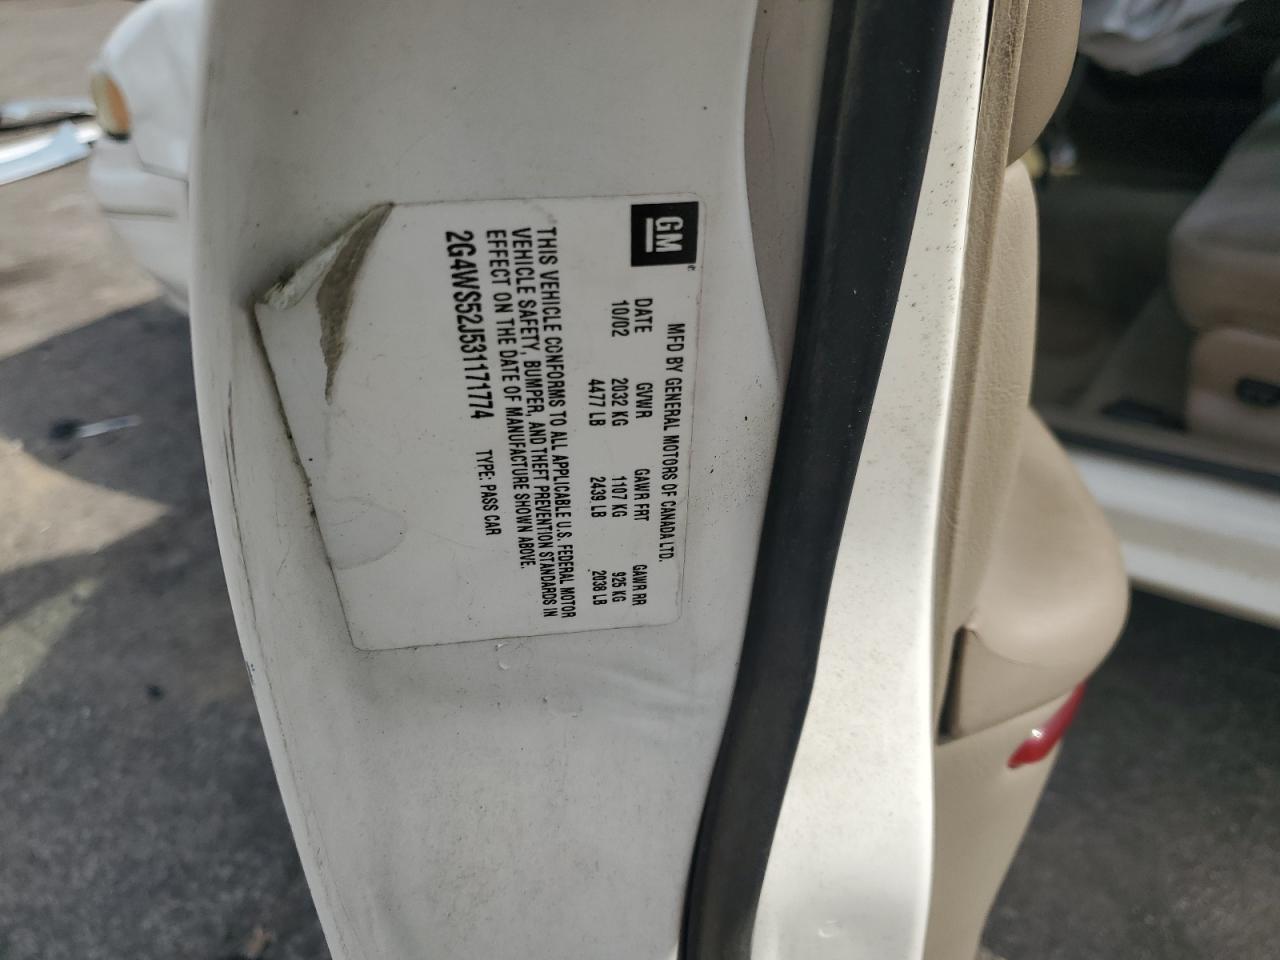 GM
MFD BY GENERAL MOTORS OF CANADA LTD.
DATE GVWR GAWR FRT GAWR RR
10/02 2032 KG 1107 KG 925 KG
4477 LB 2439 LB 2038 LB
THIS VEHICLE CONFORMS TO ALL APPLICABLE U.S. FEDERAL MOTOR
VEHICLE SAFETY, BUMPER, AND THEFT PREVENTION STANDARDS IN
EFFECT ON THE DATE OF MANUFACTURE SHOWN ABOVE.
2G4WS52J531171774 TYPE: PASS CAR